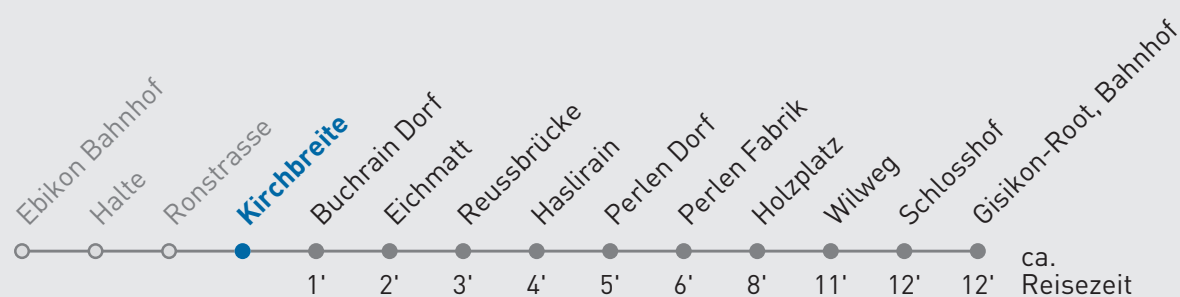 Ebikon Bahnhof
Halte
Ronstrasse
Kirchbreite
Buchrain Dorf
Eichmatt
Reussbrücke
Haslirain
Perlen Dorf
Perlen Fabrik
Holzplatz
Wilweg
Schlosshof
Gisikon-Root, Bahnhof
1' 2' 3' 4' 5' 6' 8' 11' 12' 12'
ca.
Reisezeit